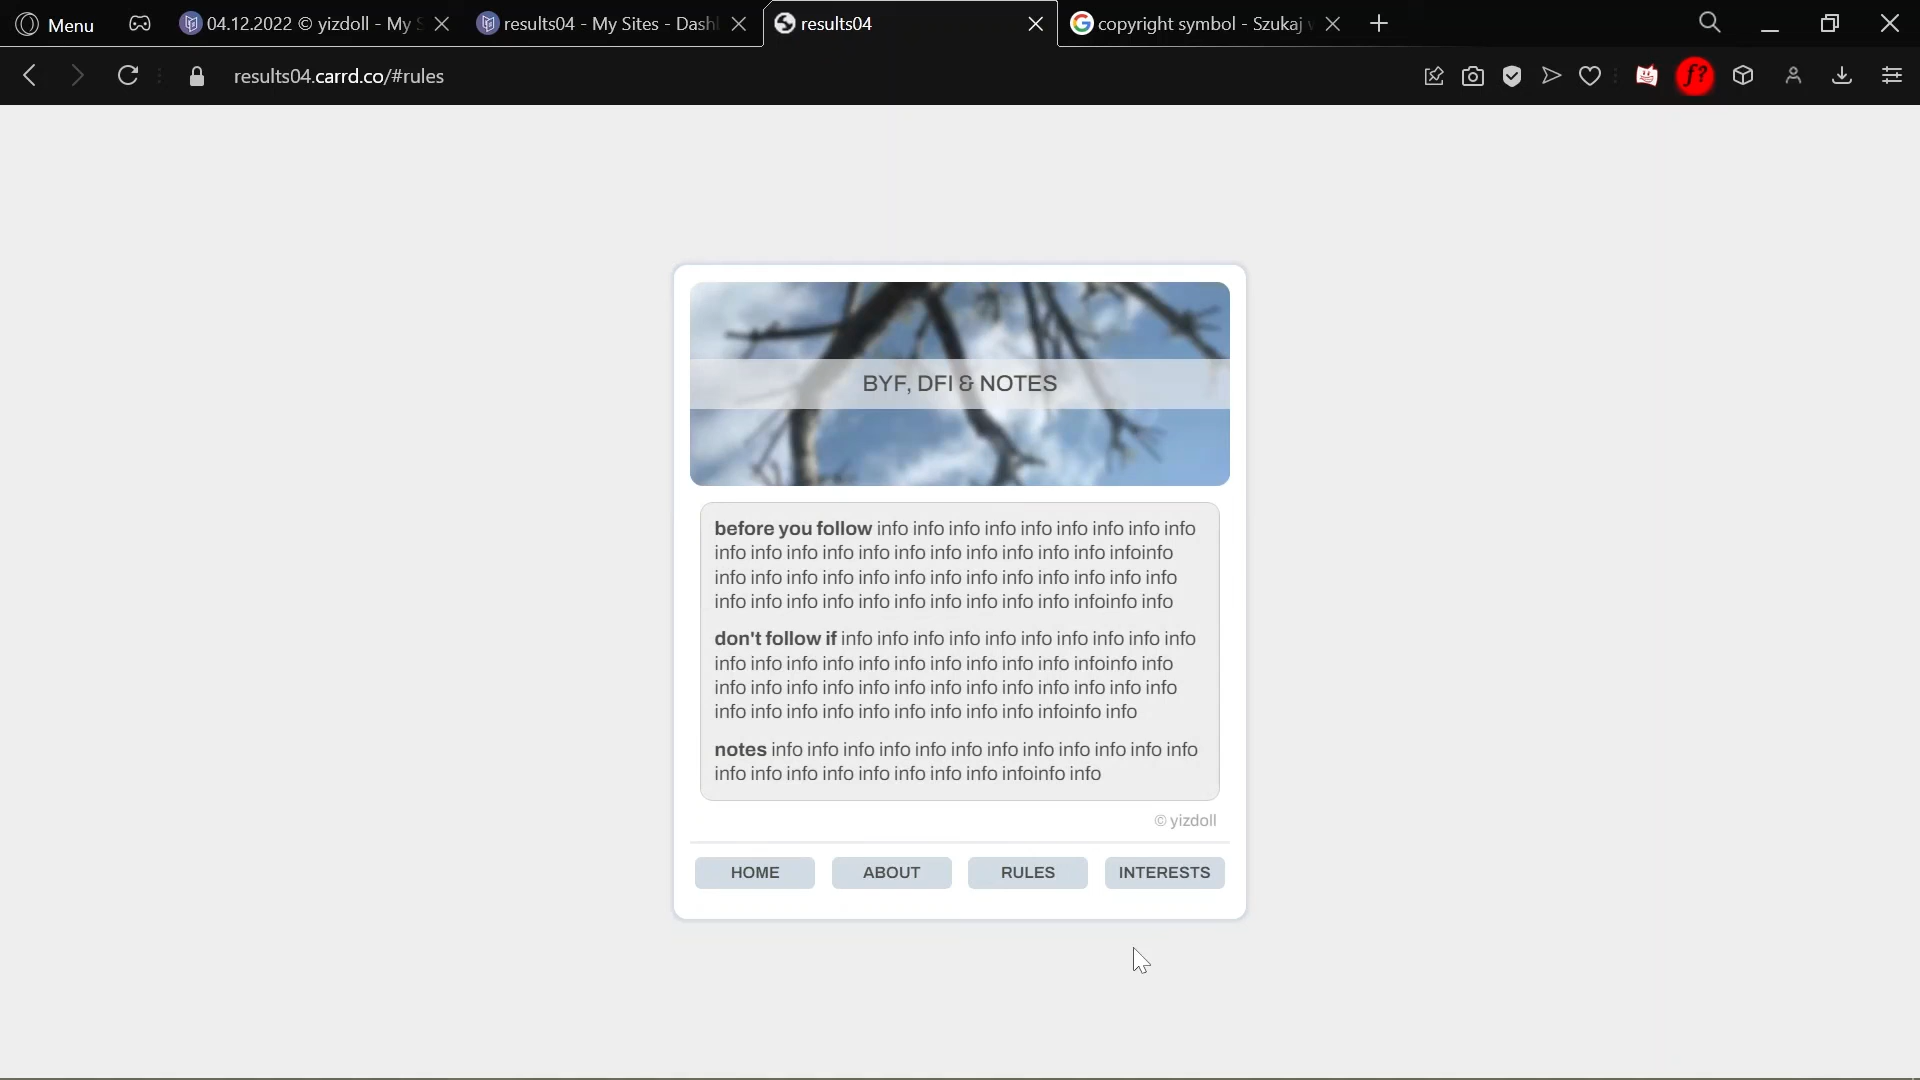 Menu
04.12.2022 © yizdoll - My S
results04 - My Sites - Dashl
results04
copyright symbol - Szukaj w
results04.carrd.co/#rules
f?
BYF, DFI & NOTES
before you follow info info info info info info info info info
info info info info info info info info info info info infoinfo
info info info info info info info info info info info info info
info info info info info info info info info info infoinfo info
don't follow if info info info info info info info info info info
info info info info info info info info info info infoinfo info
info info info info info info info info info info info info info
info info info info info info info info info infoinfo info
notes info info info info info info info info info info info info
info info info info info info info info infoinfo info
© yizdoll
HOME ABOUT RULES INTERESTS